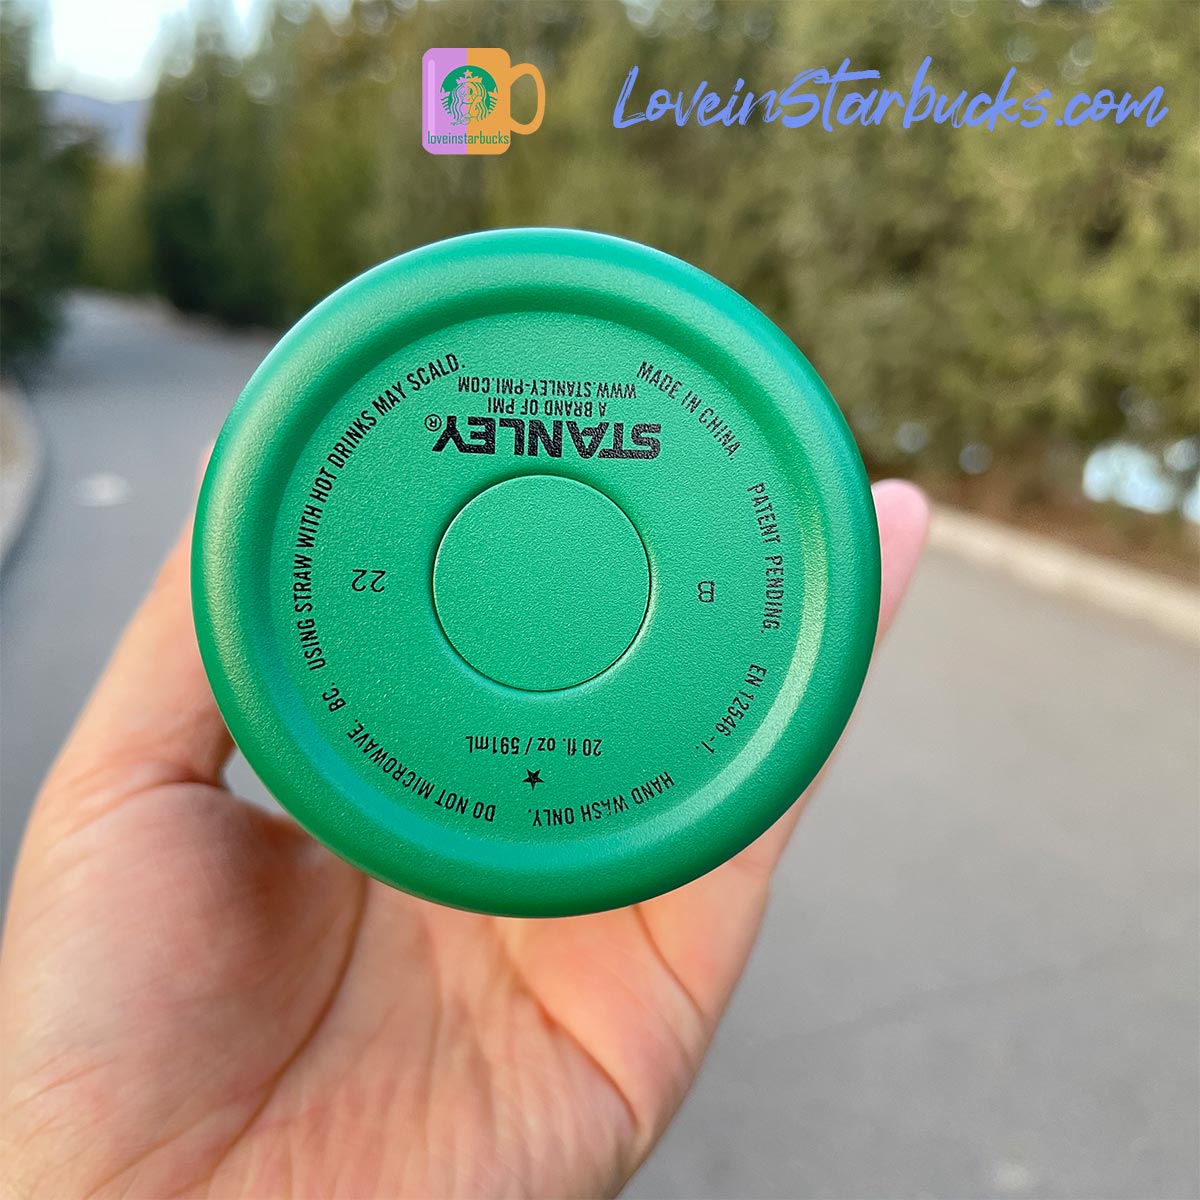 loveinstarbucks
LoveinStarbucks.com
USING STRAW WITH HOT DRINKS MAY SCALD.
MADE IN CHINA.
PATENT PENDING.
EN 12546 - 1.
HAND WASH ONLY.
DO NOT MICROWAVE. BC.
STANLEY®
A BRAND OF PMI
WWW.STANLEY-PMI.COM
22
B
20 fl. oz / 591mL